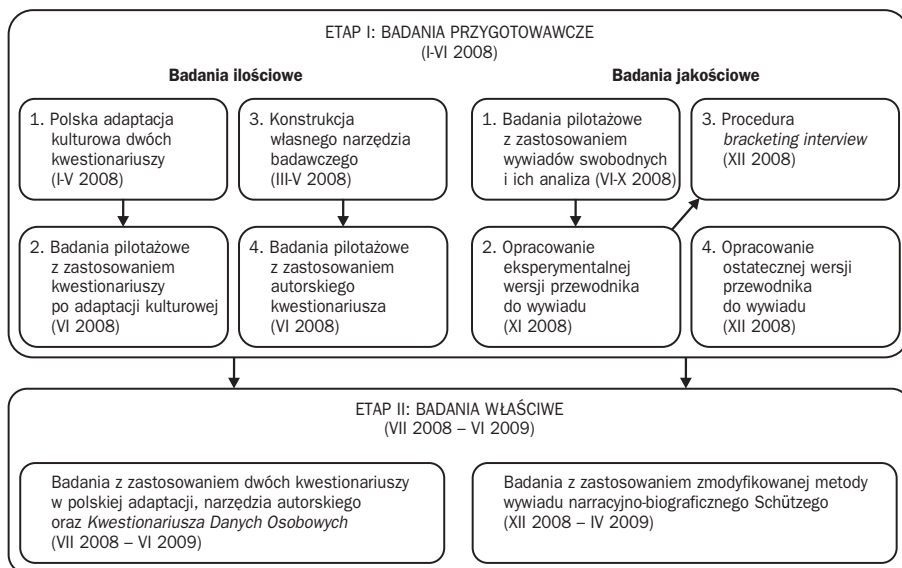 ETAP I: BADANIA PRZYGOTOWAWCZE
(I-VI 2008)
Badania ilościowe
1. Polska adaptacja
kulturowa dwóch
kwestionariuszy
(I-V 2008)
2. Badania pilotażowe
z zastosowaniem
kwestionariuszy
po adaptacji kulturowej
(VI 2008)
3. Konstrukcja
własnego narzędzia
badawczego
(III-V 2008)
4. Badania pilotażowe
z zastosowaniem
autorskiego
kwestionariusza
(VI 2008)
Badania jakościowe
1. Badania pilotażowe
z zastosowaniem
wywiadów swobodnych
i ich analiza (VI-X 2008)
2. Opracowanie
eksperymentalnej
wersji przewodnika
do wywiadu
(XI 2008)
3. Procedura
bracketing interview
(XII 2008)
4. Opracowanie
ostatecznej wersji
przewodnika
do wywiadu
(XII 2008)
ETAP II: BADANIA WŁAŚCIWE
(VII 2008 – VI 2009)
Badania z zastosowaniem dwóch kwestionariuszy
w polskiej adaptacji, narzędzia autorskiego
oraz Kwestionariusza Danych Osobowych
(VII 2008 – VI 2009)
Badania z zastosowaniem zmodyfikowanej metody
wywiadu narracyjno-biograficznego Schützego
(XII 2008 – IV 2009)